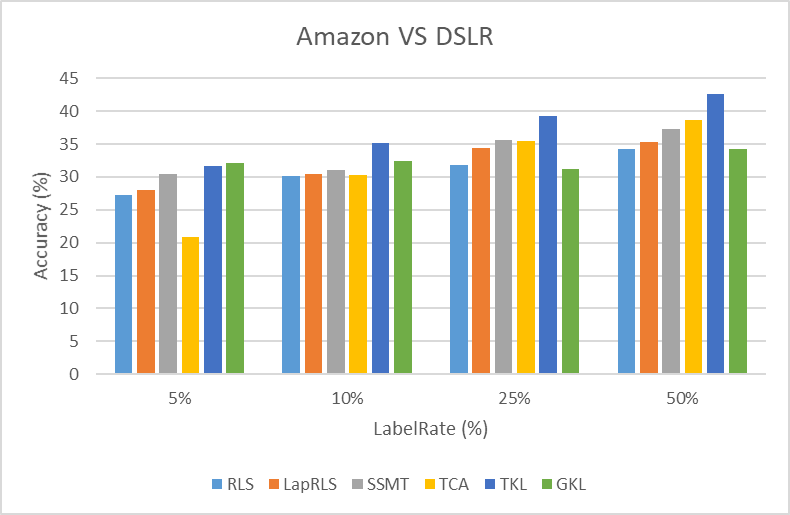 Amazon VS DSLR
45
40
35
30
25
20
15
10
5
0
Accuracy (%)
5% 10% 25% 50%
LabelRate (%)
RLS LapRLS SSMT TCA TKL GKL